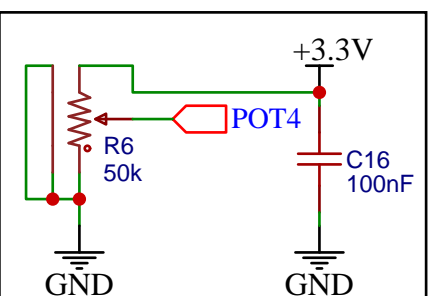 +3.3V
POT4
R6
50k
C16
100nF
GND
GND